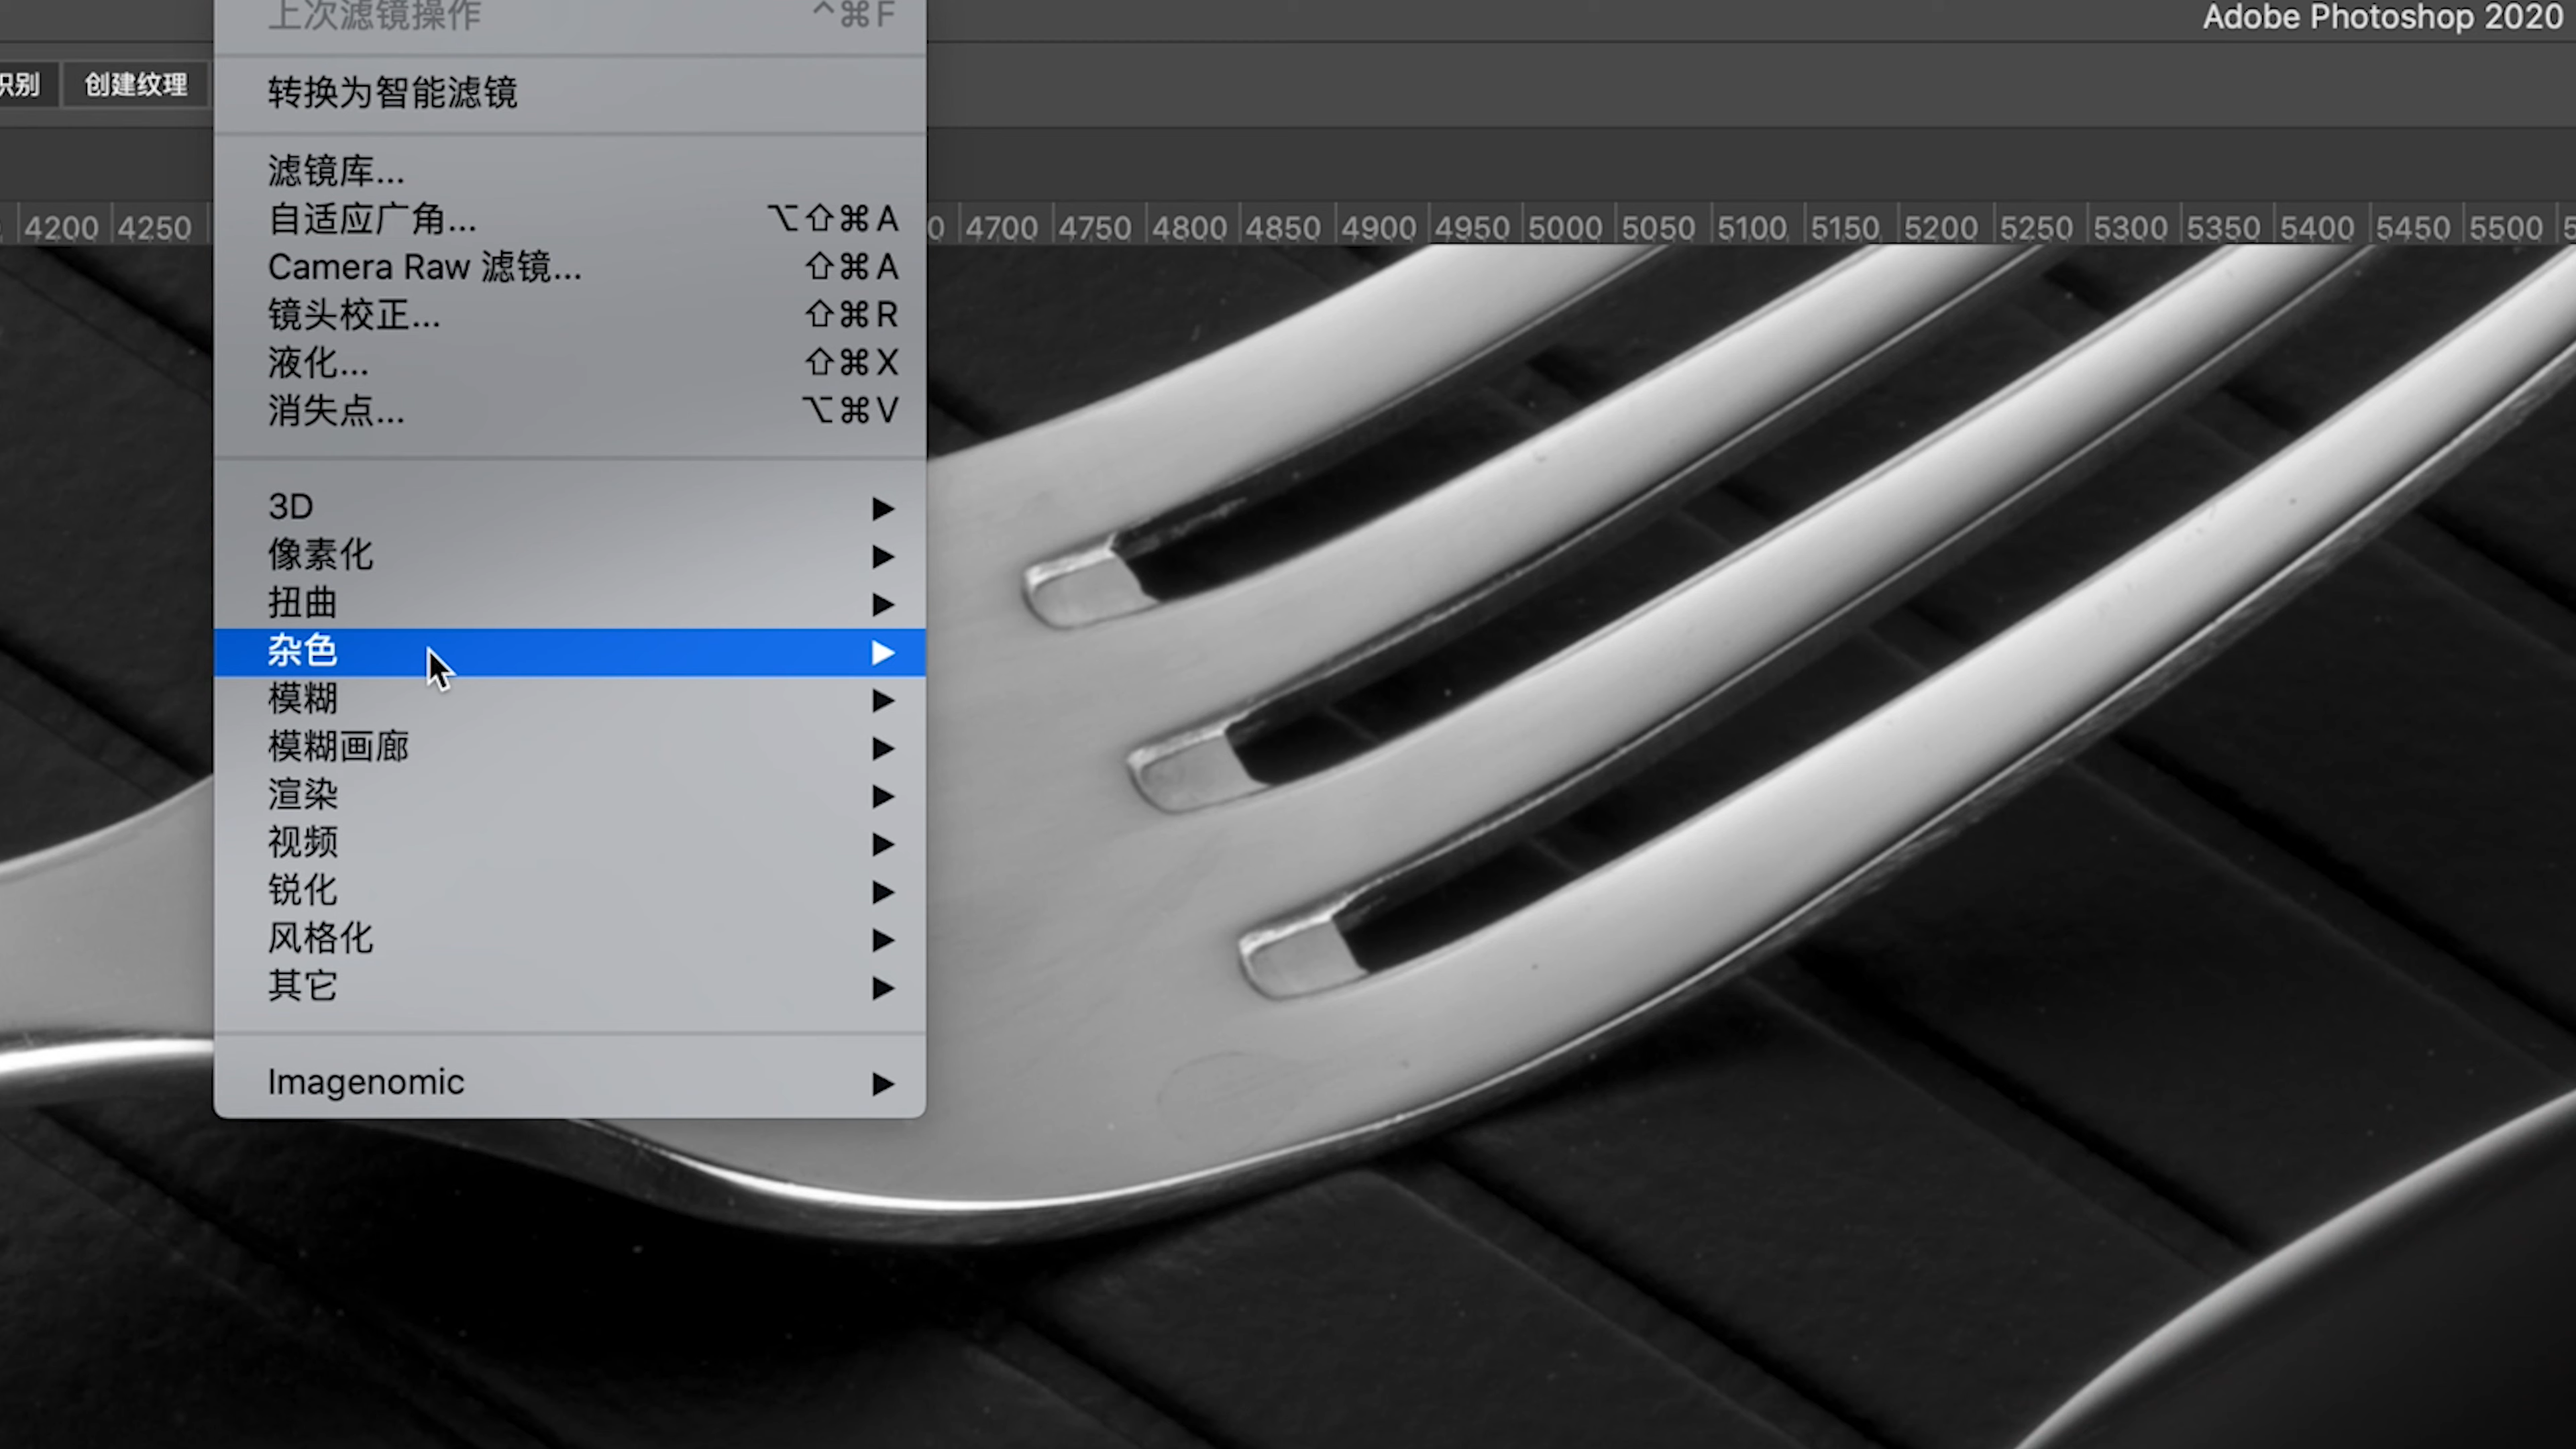 上次滤镜操作 ^⌘F
Adobe Photoshop 2020
识别 创建纹理
转换为智能滤镜
滤镜库...
自适应广角... ⌥⇧⌘A
4200 4250 4700 4750 4800 4850 4900 4950 5000 5050 5100 5150 5200 5250 5300 5350 5400 5450 5500
Camera Raw 滤镜... ⇧⌘A
镜头校正... ⇧⌘R
液化... ⇧⌘X
消失点... ⌥⌘V
3D
像素化
扭曲
杂色
模糊
模糊画廊
渲染
视频
锐化
风格化
其它
Imagenomic